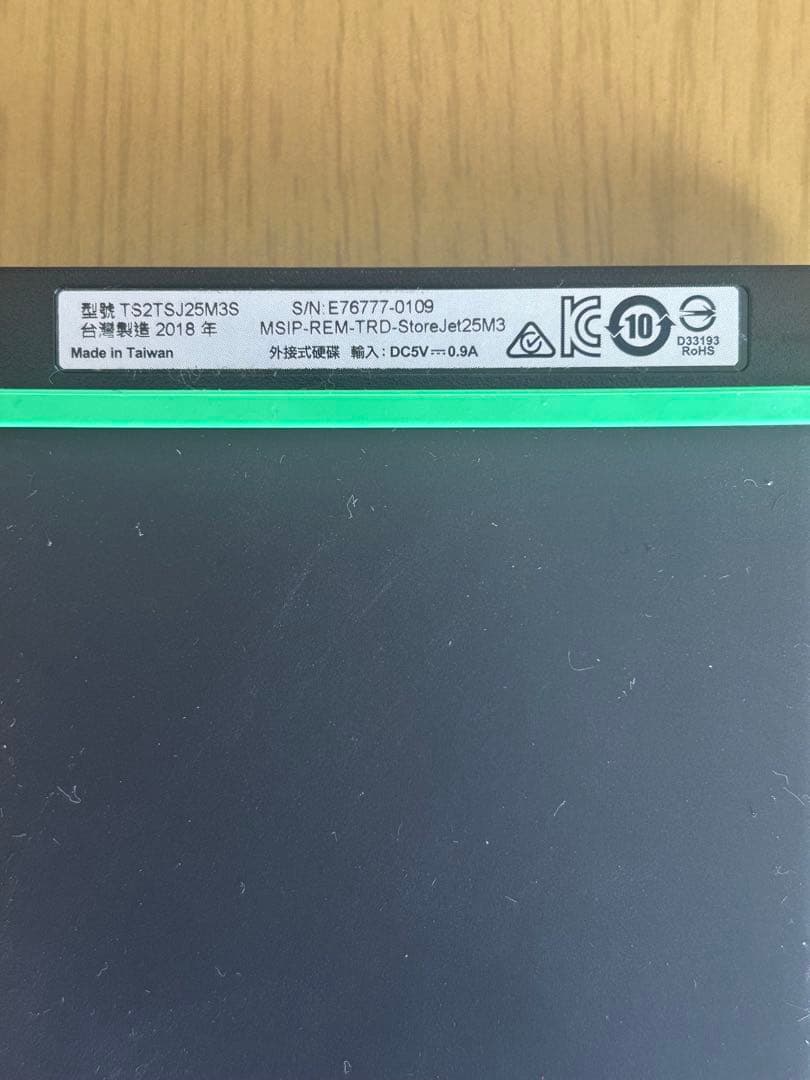 型號 TS2TSJ25M3S S/N: E76777-0109
台灣製造 2018 年 MSIP-REM-TRD-StoreJet25M3
Made in Taiwan 外接式硬碟 輸入：DC5V⎓0.9A
10
D33193
RoHS